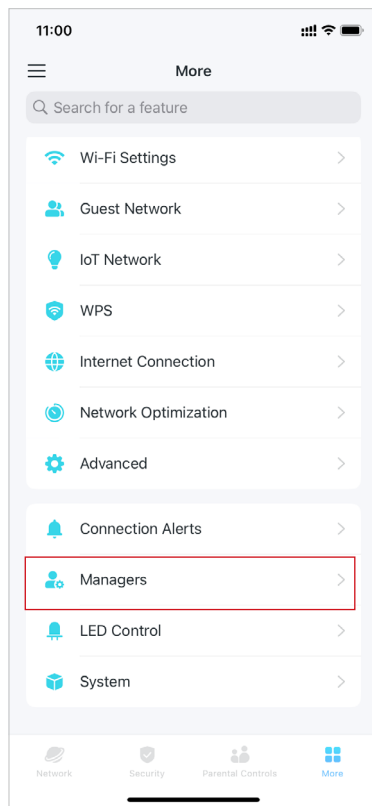 11:00
More
Search for a feature
Wi-Fi Settings
Guest Network
IoT Network
WPS
Internet Connection
Network Optimization
Advanced
Connection Alerts
Managers
LED Control
System
Network Security Parental Controls More